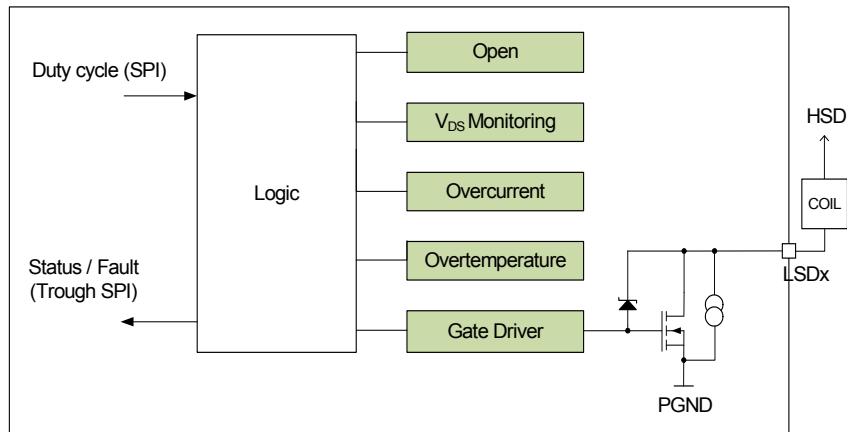 Open
Duty cycle (SPI)
VDS Monitoring
HSD
Logic
Overcurrent
COIL
Status / Fault
(Trough SPI)
Overtemperature
LSDx
Gate Driver
PGND